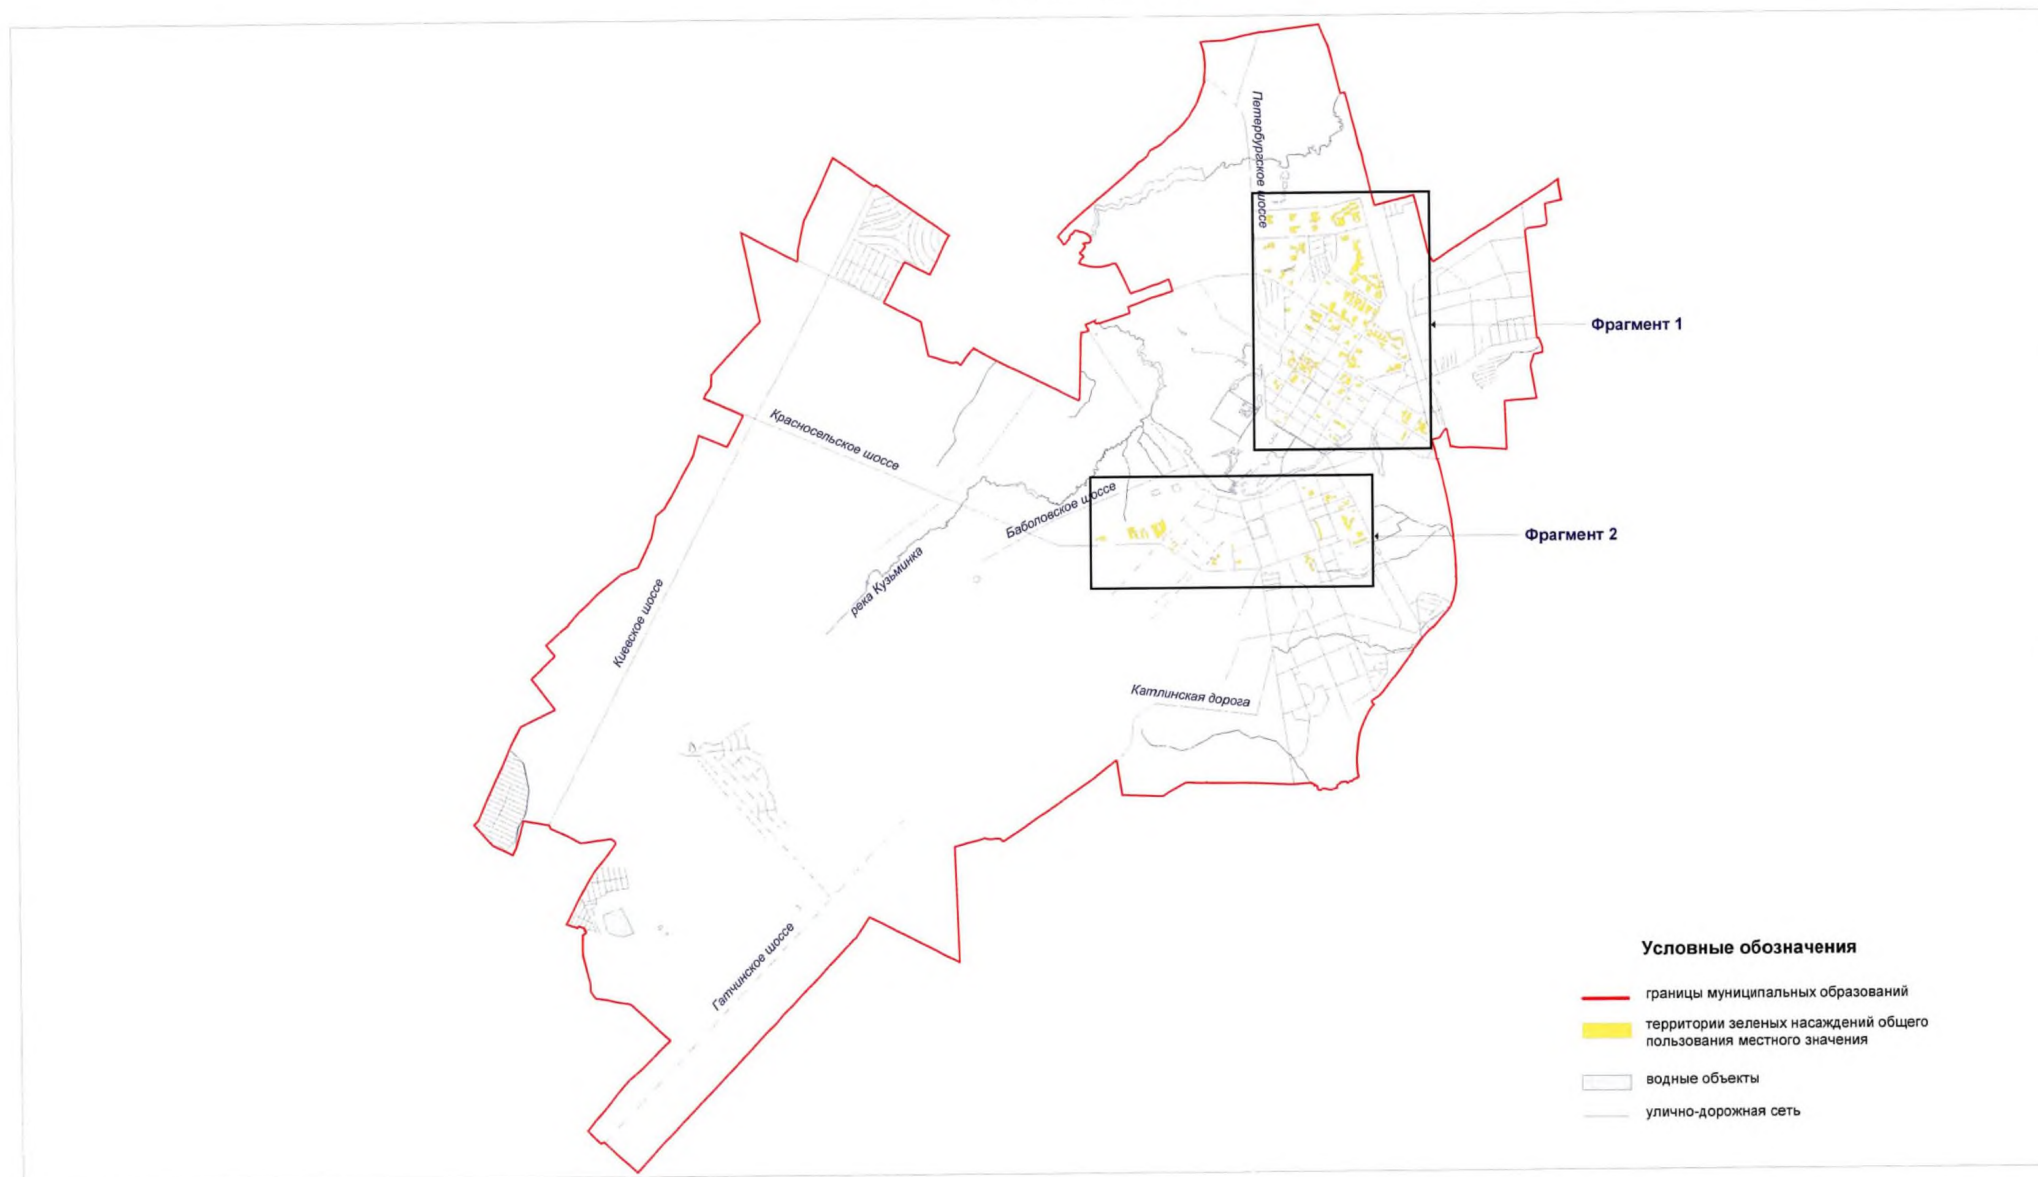 Петербургское шоссе
Фрагмент 1
Красносельское шоссе
Баболовское шоссе
Фрагмент 2
река Кузьминка
Киевское шоссе
Катлинская дорога
Гатчинское шоссе
Условные обозначения
границы муниципальных образований
территории зеленых насаждений общего
пользования местного значения
водные объекты
улично-дорожная сеть